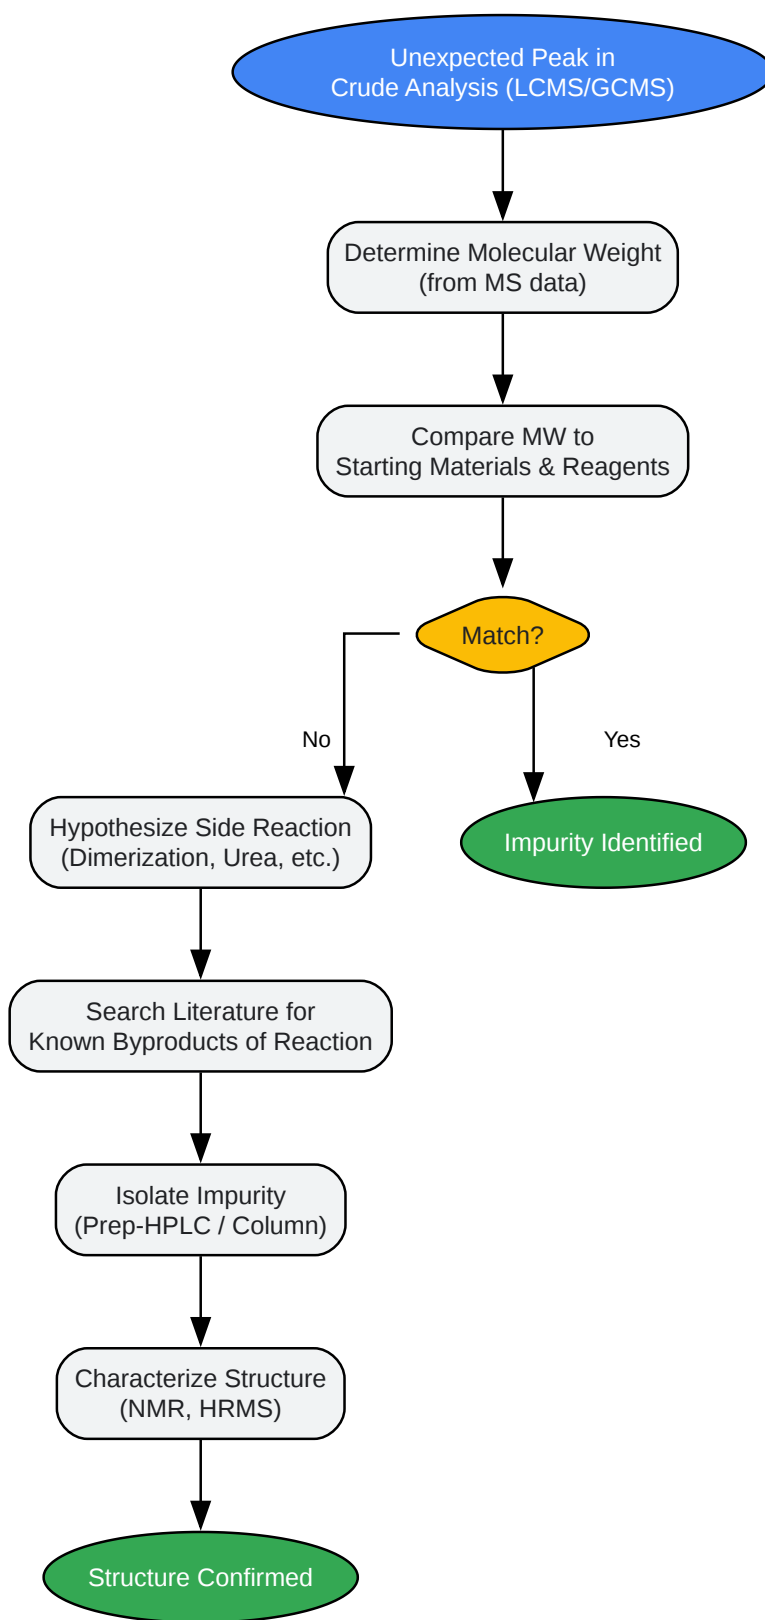 Unexpected Peak in
Crude Analysis (LCMS/GCMS)
Determine Molecular Weight
(from MS data)
Compare MW to
Starting Materials & Reagents
Match?
No
Yes
Hypothesize Side Reaction
(Dimerization, Urea, etc.)
Impurity Identified
Search Literature for
Known Byproducts of Reaction
Isolate Impurity
(Prep-HPLC / Column)
Characterize Structure
(NMR, HRMS)
Structure Confirmed